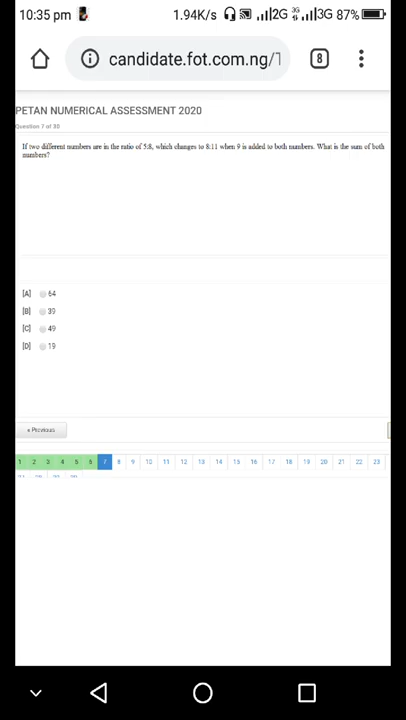 10:35 pm 1.94K/s 2G 3G 3G 87%
candidate.fot.com.ng/ 8
PETAN NUMERICAL ASSESSMENT 2020
Question 7 of 30
If two different numbers are in the ratio of 5:8, which changes to 8:11 when 9 is added to both numbers. What is the sum of both
numbers?
[A] 64
[B] 39
[C] 49
[D] 19
« Previous
1 2 3 4 5 6 7 8 9 10 11 12 13 14 15 16 17 18 19 20 21 22 23